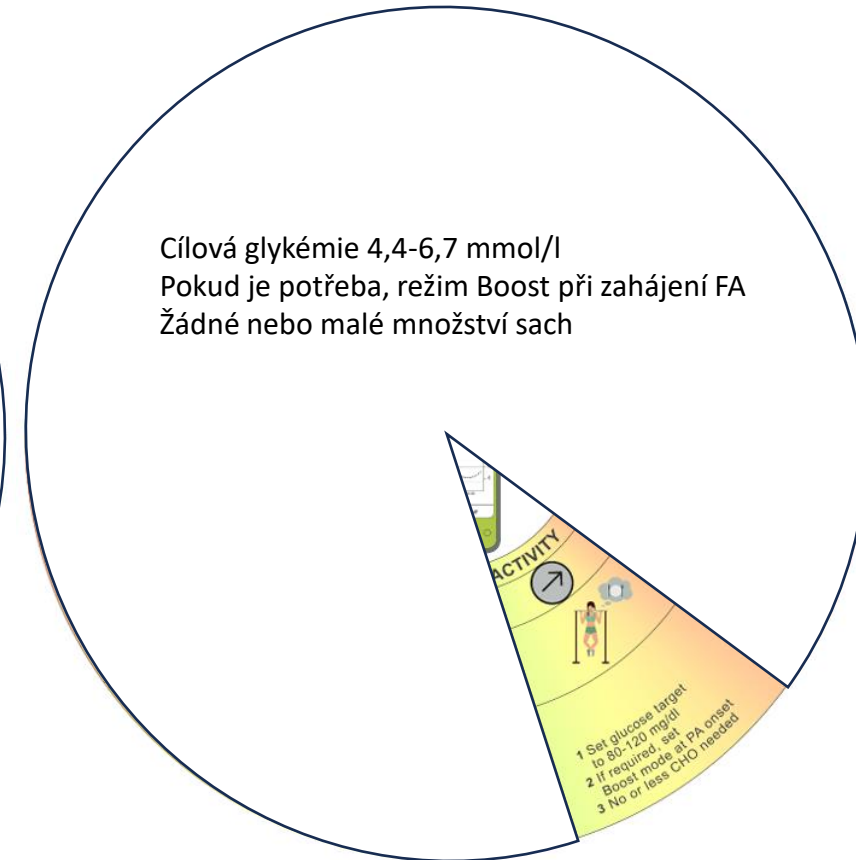 Cílová glykémie 4,4-6,7 mmol/l
Pokud je potřeba, režim Boost při zahájení FA
Žádné nebo malé množství sach
ACTIVITY
1 Set glucose target
to 80-120 mg/dl
2 If required, set
Boost mode at PA onset
3 No or less CHO needed